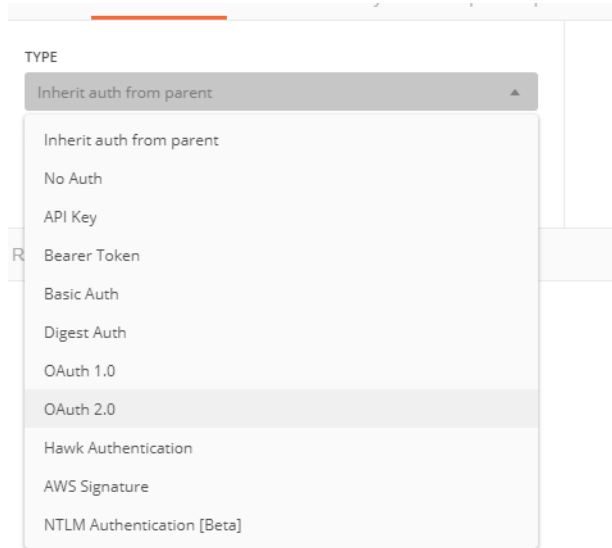 TYPE
Inherit auth from parent
Inherit auth from parent
No Auth
API Key
Bearer Token
Basic Auth
Digest Auth
OAuth 1.0
OAuth 2.0
Hawk Authentication
AWS Signature
NTLM Authentication [Beta]